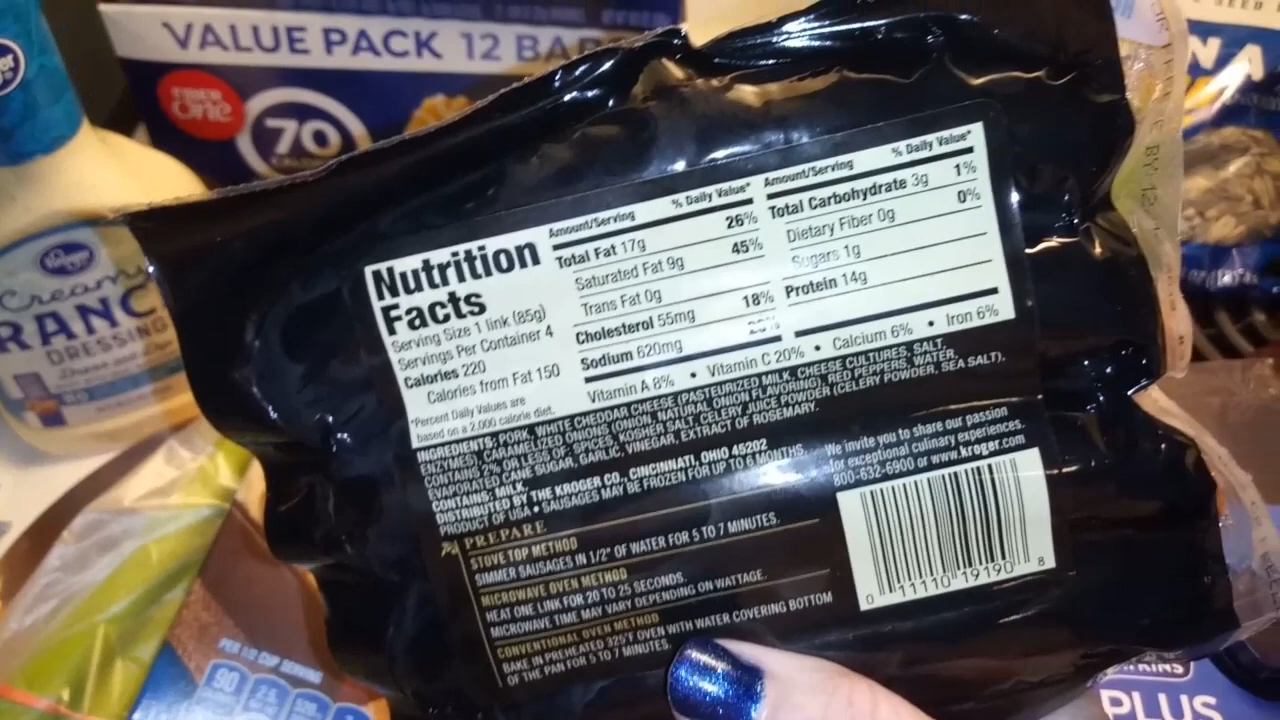 VALUE PACK 12 BAR
FIBER
One
70
Kroger
Creamy
RANC
DRESSING
Nutrition
Facts
Serving Size 1 link (85g)
Servings Per Container 4
Calories 220
Calories from Fat 150
*Percent Daily Values are
based on a 2,000 calorie diet.
Amount/Serving % Daily Value*
Total Fat 17g 26%
Saturated Fat 9g 45%
Trans Fat 0g
Cholesterol 55mg 18%
Sodium 620mg
Amount/Serving % Daily Value*
Total Carbohydrate 3g 1%
Dietary Fiber 0g 0%
Sugars 1g
Protein 14g
Vitamin A 8% • Vitamin C 20% • Calcium 6% • Iron 6%
INGREDIENTS: PORK, WHITE CHEDDAR CHEESE (PASTEURIZED MILK, CHEESE CULTURES, SALT,
ENZYMES), CARAMELIZED ONIONS (ONION, NATURAL ONION FLAVORING), RED PEPPERS, WATER,
CONTAINS 2% OR LESS OF: SPICES, KOSHER SALT, CELERY JUICE POWDER (CELERY POWDER, SEA SALT),
EVAPORATED CANE SUGAR, GARLIC, VINEGAR, EXTRACT OF ROSEMARY.
CONTAINS: MILK.
DISTRIBUTED BY THE KROGER CO., CINCINNATI, OHIO 45202
PRODUCT OF USA • SAUSAGES MAY BE FROZEN FOR UP TO 6 MONTHS.
We invite you to share our passion
for exceptional culinary experiences.
800-632-6900 or www.kroger.com
PREPARE
STOVE TOP METHOD
SIMMER SAUSAGES IN 1/2" OF WATER FOR 5 TO 7 MINUTES.
MICROWAVE OVEN METHOD
HEAT ONE LINK FOR 20 TO 25 SECONDS.
MICROWAVE TIME MAY VARY DEPENDING ON WATTAGE.
CONVENTIONAL OVEN METHOD
BAKE IN PREHEATED 325°F OVEN WITH WATER COVERING BOTTOM
OF THE PAN FOR 5 TO 7 MINUTES.
0 11110 19190 8
PER 1/2 CUP SERVING
90
PLUS